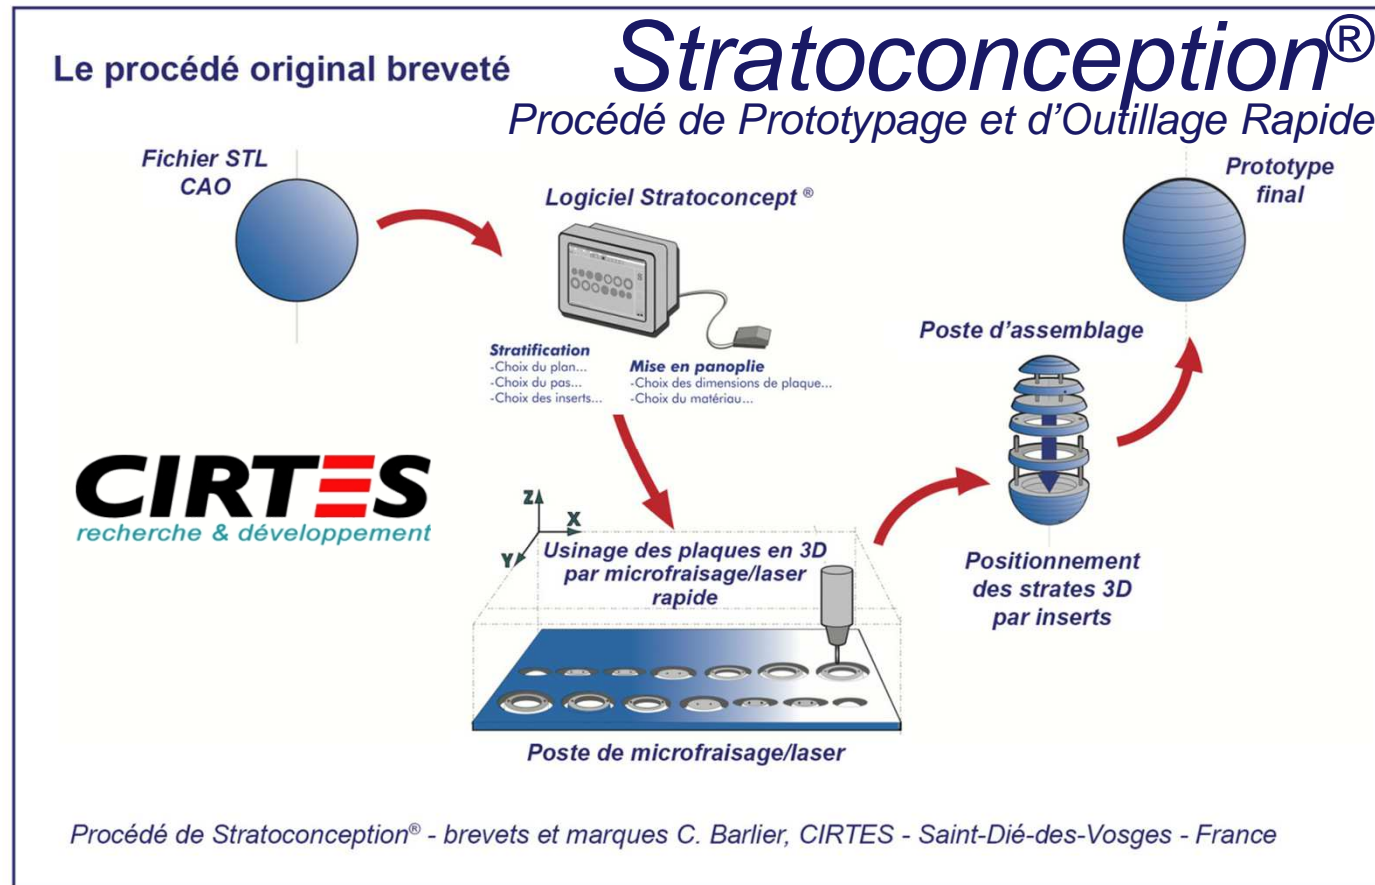 Le procédé original breveté
Stratoconception®
Procédé de Prototypage et d'Outillage Rapide
Fichier STL
CAO
Logiciel Stratoconcept ®
Prototype
final
Poste d'assemblage
Stratification
-Choix du plan...
-Choix du pas...
-Choix des inserts...
Mise en panoplie
-Choix des dimensions de plaque...
-Choix du matériau...
CIRTES
recherche & développement
Z
X
Y
Usinage des plaques en 3D
par microfraisage/laser
rapide
Positionnement
des strates 3D
par inserts
Poste de microfraisage/laser
Procédé de Stratoconception® - brevets et marques C. Barlier, CIRTES - Saint-Dié-des-Vosges - France